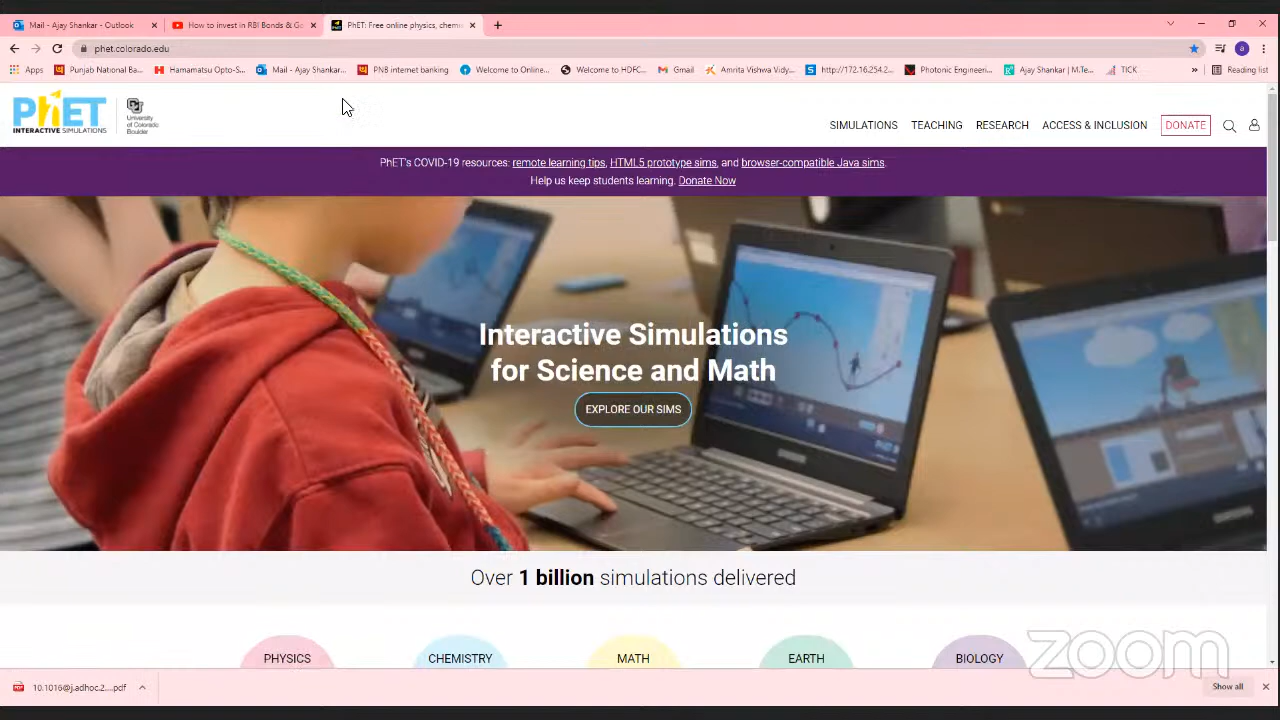 Mail - Ajay Shankar - Outlook
How to invest in RBI Bonds & Go
PhET: Free online physics, chemi
phet.colorado.edu
a
Apps
Punjab National Ba...
Hamamatsu Opto-S...
Mail - Ajay Shankar...
PNB internet banking
Welcome to Online...
Welcome to HDFC...
Gmail
Amrita Vishwa Vidy...
http://172.16.254.2...
Photonic Engineeri...
Ajay Shankar | M.Te...
TICK
»
Reading list
PhET
INTERACTIVE SIMULATIONS
University
of Colorado
Boulder
SIMULATIONS
TEACHING
RESEARCH
ACCESS & INCLUSION
DONATE
PhET's COVID-19 resources: remote learning tips, HTML5 prototype sims, and browser-compatible Java sims.
Help us keep students learning. Donate Now
Interactive Simulations
for Science and Math
EXPLORE OUR SIMS
Over 1 billion simulations delivered
PHYSICS
CHEMISTRY
MATH
EARTH
BIOLOGY
zoom
10.1016@j.adhoc.2....pdf
Show all